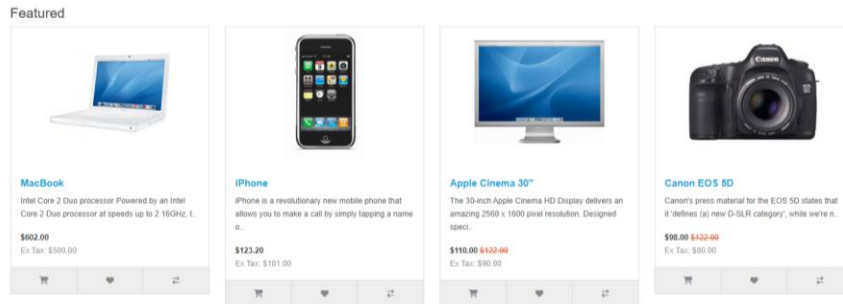 Featured
MacBook
Intel Core 2 Duo processor Powered by an Intel
Core 2 Duo processor at speeds up to 2.16GHz, t..
$602.00
Ex Tax: $500.00
iPhone
iPhone is a revolutionary new mobile phone that
allows you to make a call by simply tapping a name
o..
$123.20
Ex Tax: $101.00
Apple Cinema 30"
The 30-inch Apple Cinema HD Display delivers an
amazing 2560 x 1600 pixel resolution. Designed
speci..
$110.00 $122.00
Ex Tax: $90.00
Canon
Canon EOS 5D
Canon's press material for the EOS 5D states that
it 'defines (a) new D-SLR category', while we're n..
$98.00 $122.00
Ex Tax: $80.00